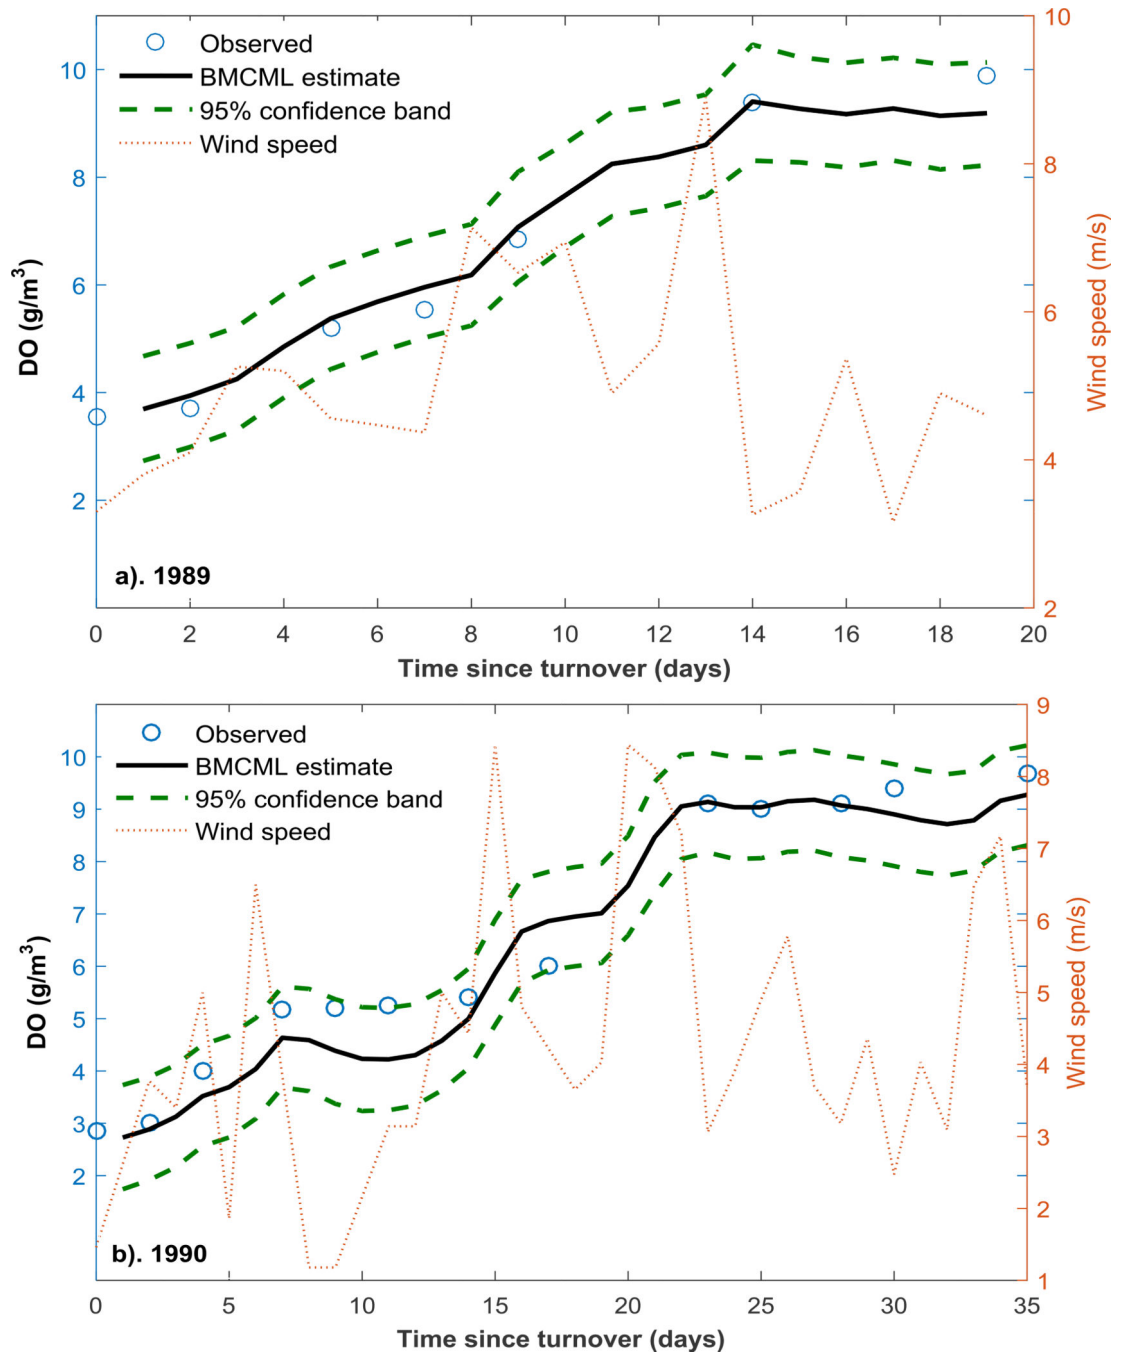 Observed
BMCML estimate
95% confidence band
Wind speed
10
8
6
4
2
DO (g/m³)
10
8
6
4
2
Wind speed (m/s)
a). 1989
0 2 4 6 8 10 12 14 16 18 20
Time since turnover (days)
Observed
BMCML estimate
95% confidence band
Wind speed
10
9
8
7
6
5
4
3
2
DO (g/m³)
9
8
7
6
5
4
3
2
1
Wind speed (m/s)
b). 1990
0 5 10 15 20 25 30 35
Time since turnover (days)